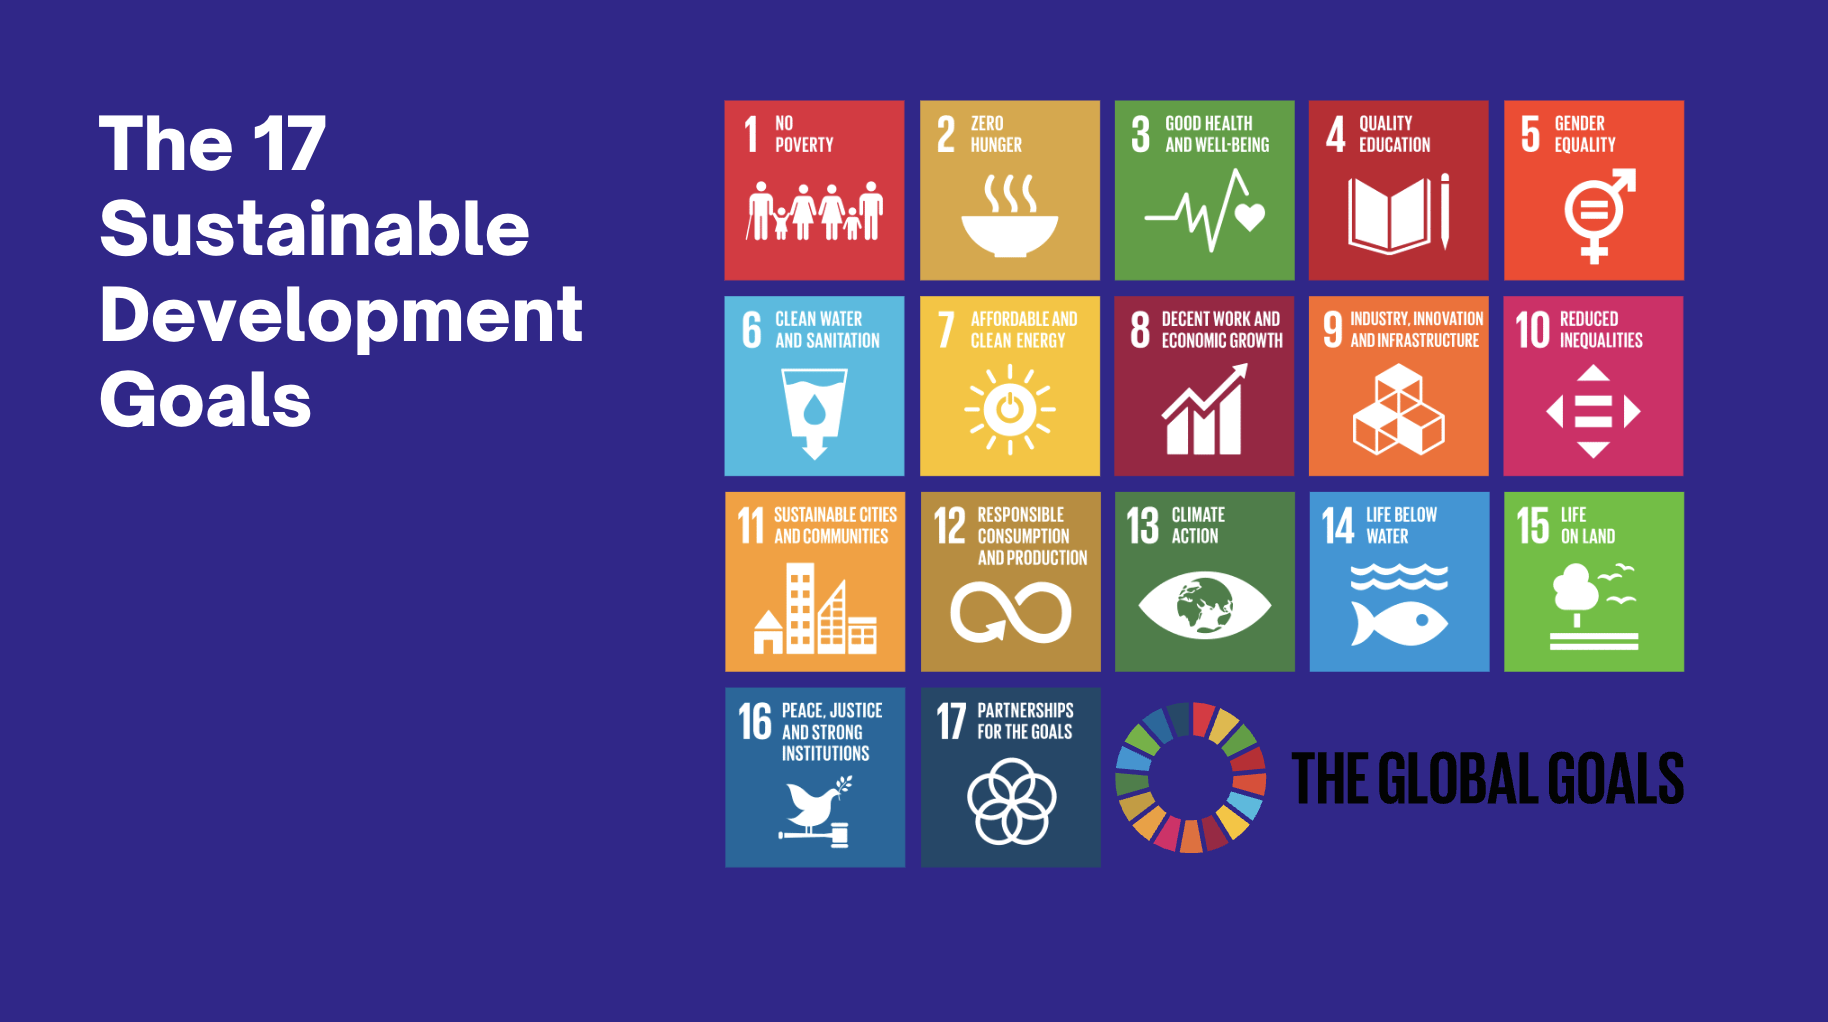 The 17
Sustainable
Development
Goals
1 NO
POVERTY
2 ZERO
HUNGER
3 GOOD HEALTH
AND WELL-BEING
4 QUALITY
EDUCATION
5 GENDER
EQUALITY
6 CLEAN WATER
AND SANITATION
7 AFFORDABLE AND
CLEAN ENERGY
8 DECENT WORK AND
ECONOMIC GROWTH
9 INDUSTRY, INNOVATION
AND INFRASTRUCTURE
10 REDUCED
INEQUALITIES
11 SUSTAINABLE CITIES
AND COMMUNITIES
12 RESPONSIBLE
CONSUMPTION
AND PRODUCTION
13 CLIMATE
ACTION
14 LIFE BELOW
WATER
15 LIFE
ON LAND
16 PEACE, JUSTICE
AND STRONG
INSTITUTIONS
17 PARTNERSHIPS
FOR THE GOALS
THE GLOBAL GOALS